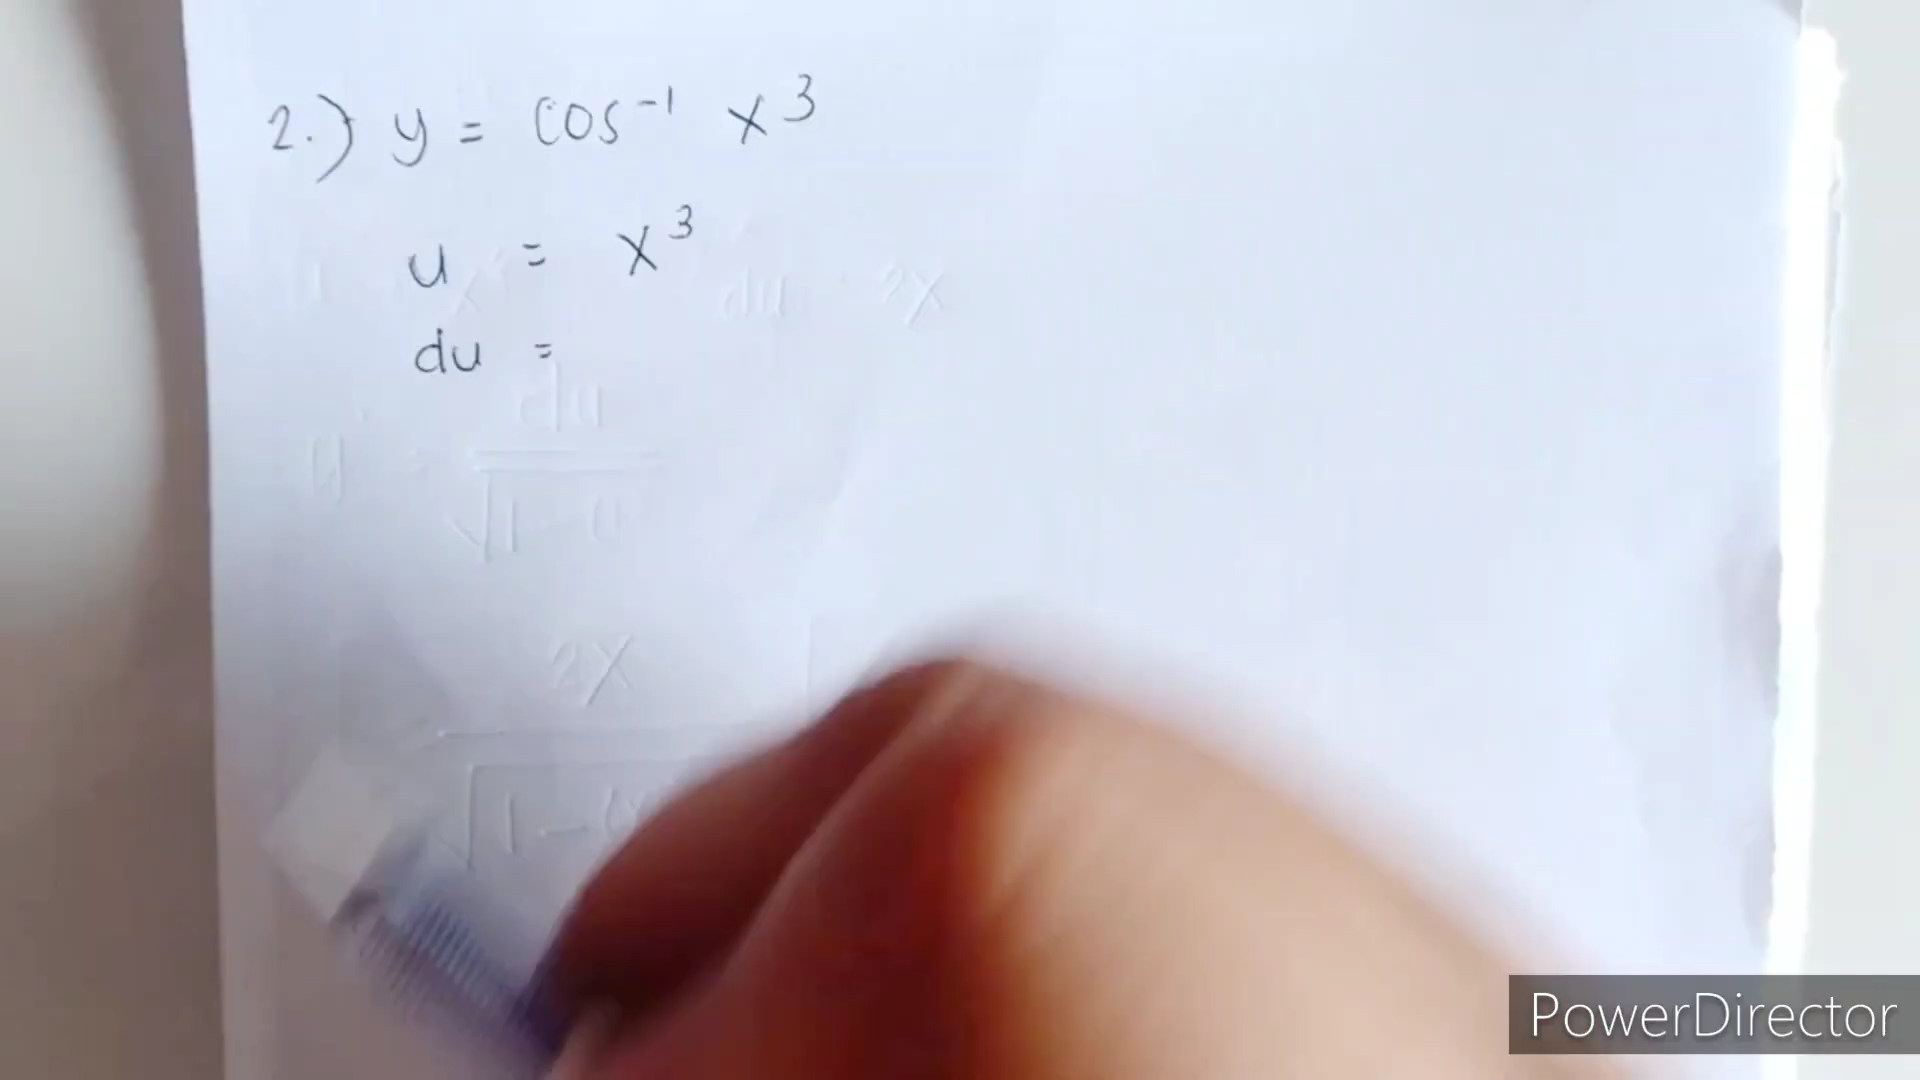 2.) y = cos⁻¹ x³
u = x³
du =
PowerDirector